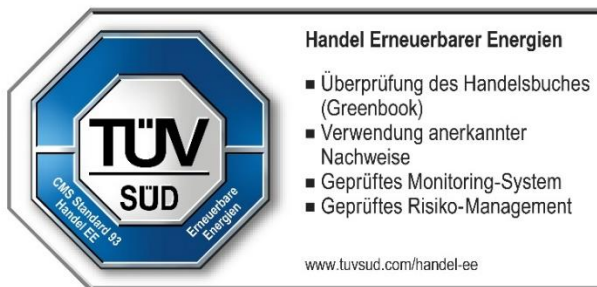 TÜV
SÜD
CMS Standard 93
Handel EE
Erneuerbare
Energien
Handel Erneuerbarer Energien
■ Überprüfung des Handelsbuches
(Greenbook)
■ Verwendung anerkannter
Nachweise
■ Geprüftes Monitoring-System
■ Geprüftes Risiko-Management
www.tuvsud.com/handel-ee